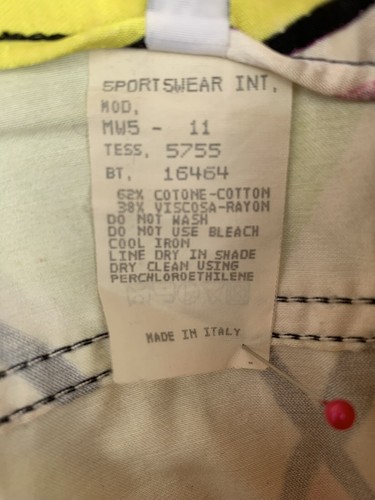 SPORTSWEAR INT.
MOD.
MW5 - 11
TESS. 5755
BT. 16464
62% COTONE-COTTON
38% VISCOSA-RAYON
DO NOT WASH
DO NOT USE BLEACH
COOL IRON
LINE DRY IN SHADE
DRY CLEAN USING
PERCHLOROETHILENE
MADE IN ITALY